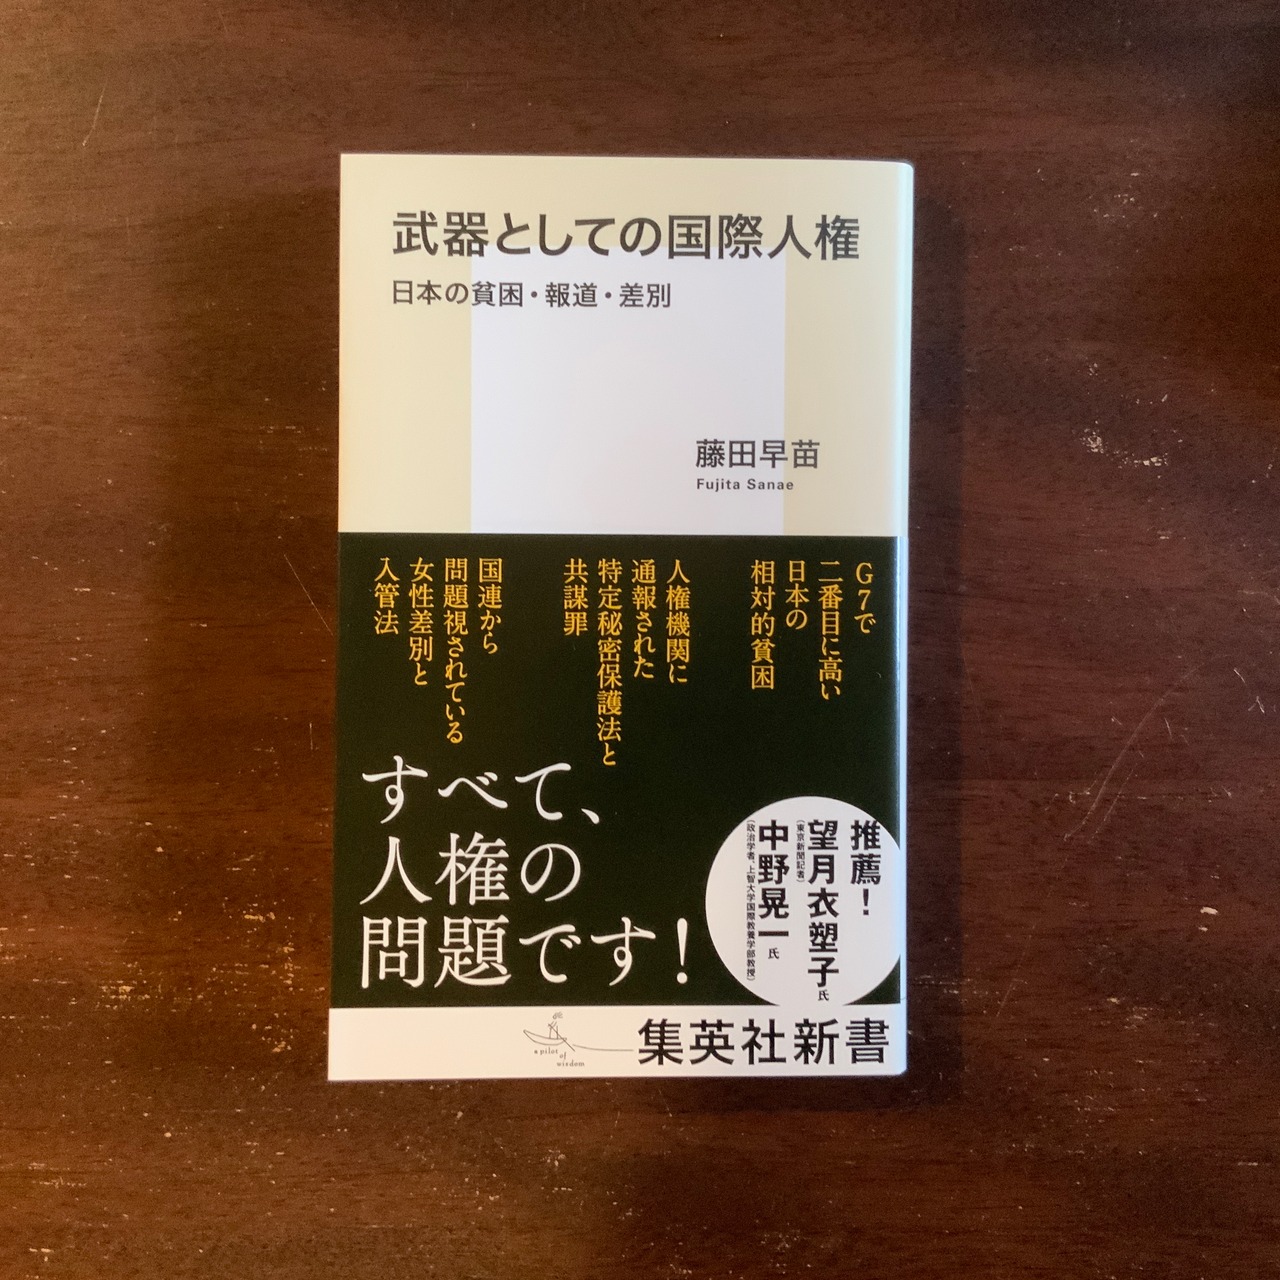 武器としての国際人権
日本の貧困・報道・差別
藤田早苗
Fujita Sanae
G7で
二番目に高い
日本の
相対的貧困
人権機関に
通報された
特定秘密保護法と
共謀罪
国連から
問題視されている
女性差別と
入管法
すべて、
人権の
問題です!
推薦!
望月衣塑子氏
(東京新聞記者)
中野晃一氏
(政治学者、上智大学国際教養学部教授)
a pilot
of
wisdom
集英社新書